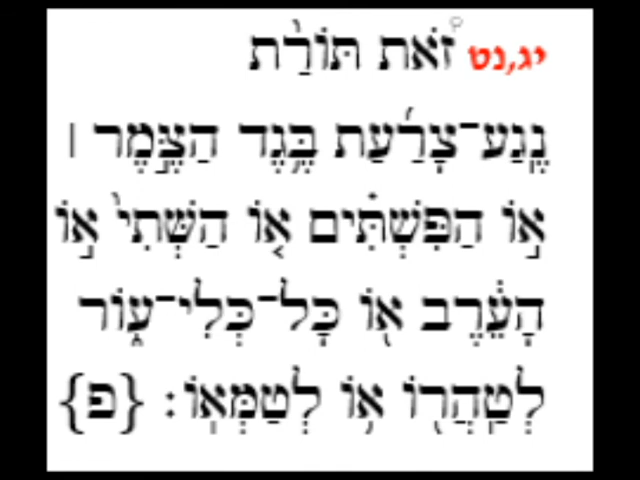 יג,נט זֹ֠את תּוֹרַ֨ת
נֶֽגַע־צָרַ֜עַת בֶּ֥גֶד הַצֶּ֣מֶר ׀
א֣וֹ הַפִּשְׁתִּ֗ים א֤וֹ הַשְּׁתִי֙ א֣וֹ
הָעֵ֔רֶב א֖וֹ כׇּל־כְּלִי־ע֑וֹר
לְטַֽהֲר֖וֹ א֥וֹ לְטַמְּאֽוֹ׃ {פ}